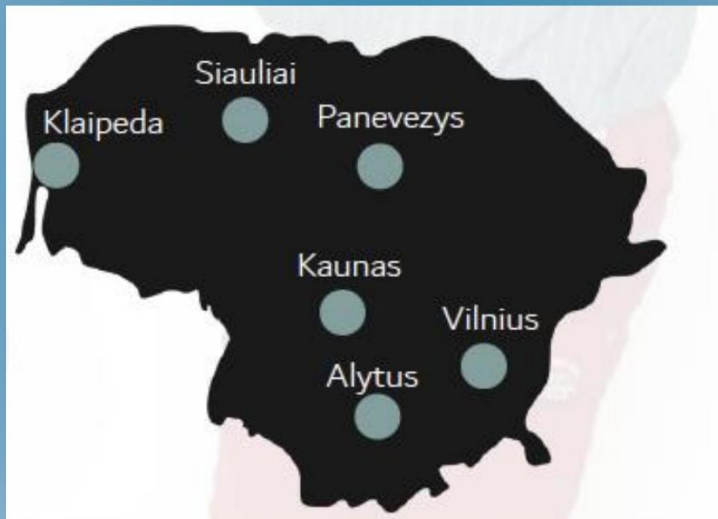 Siauliai
Klaipeda
Panevezys
Kaunas
Vilnius
Alytus